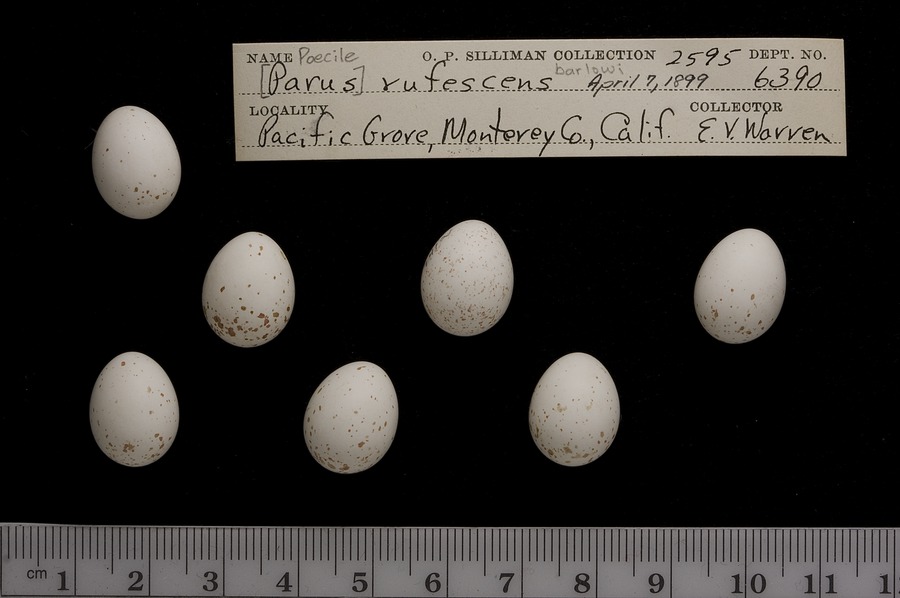 NAME Poecile O. P. SILLIMAN COLLECTION 2595 DEPT. NO.
[Parus] rufescens barlowi April 7, 1899 6390
LOCALITY COLLECTOR
Pacific Grove, Monterey Co., Calif. E. V. Warren
cm 1 2 3 4 5 6 7 8 9 10 11 1